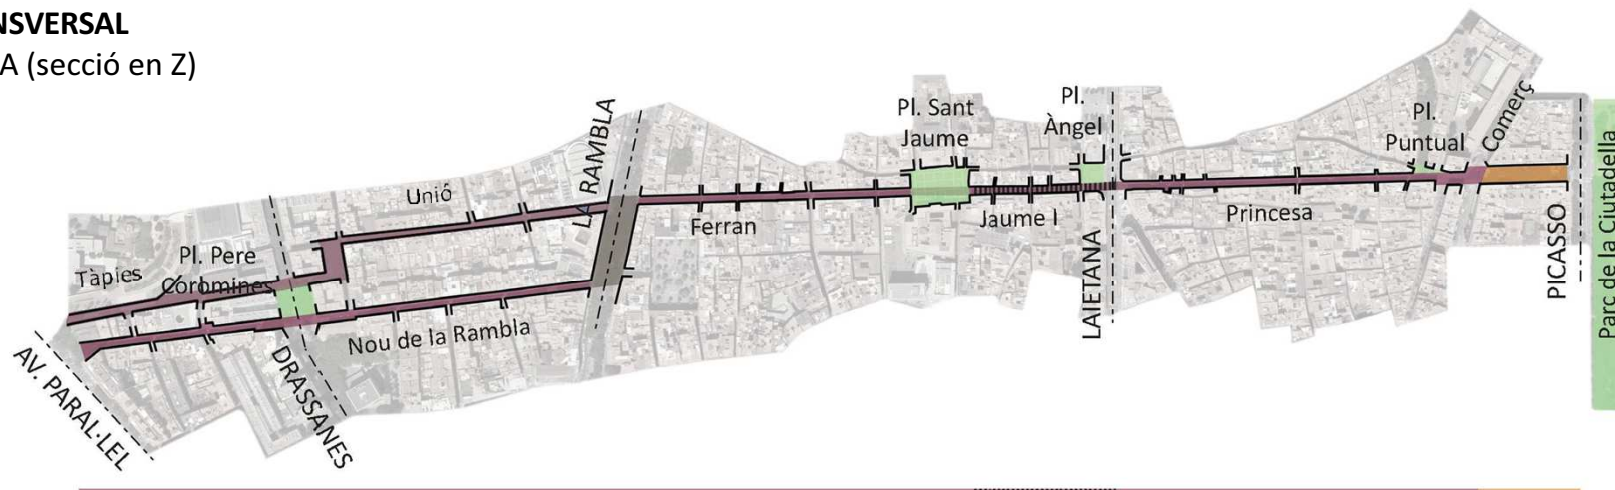 NSVERSAL
A (secció en Z)
Pl. Sant
Jaume
Pl.
Àngel
Pl.
Puntual
Comerç
LA RAMBLA
Unió
Ferran
Jaume I
Princesa
Tàpies
Pl. Pere
Coromines
Nou de la Rambla
AV. PARAL·LEL
DRASSANES
LAIETANA
PICASSO
Parc de la Ciutadella